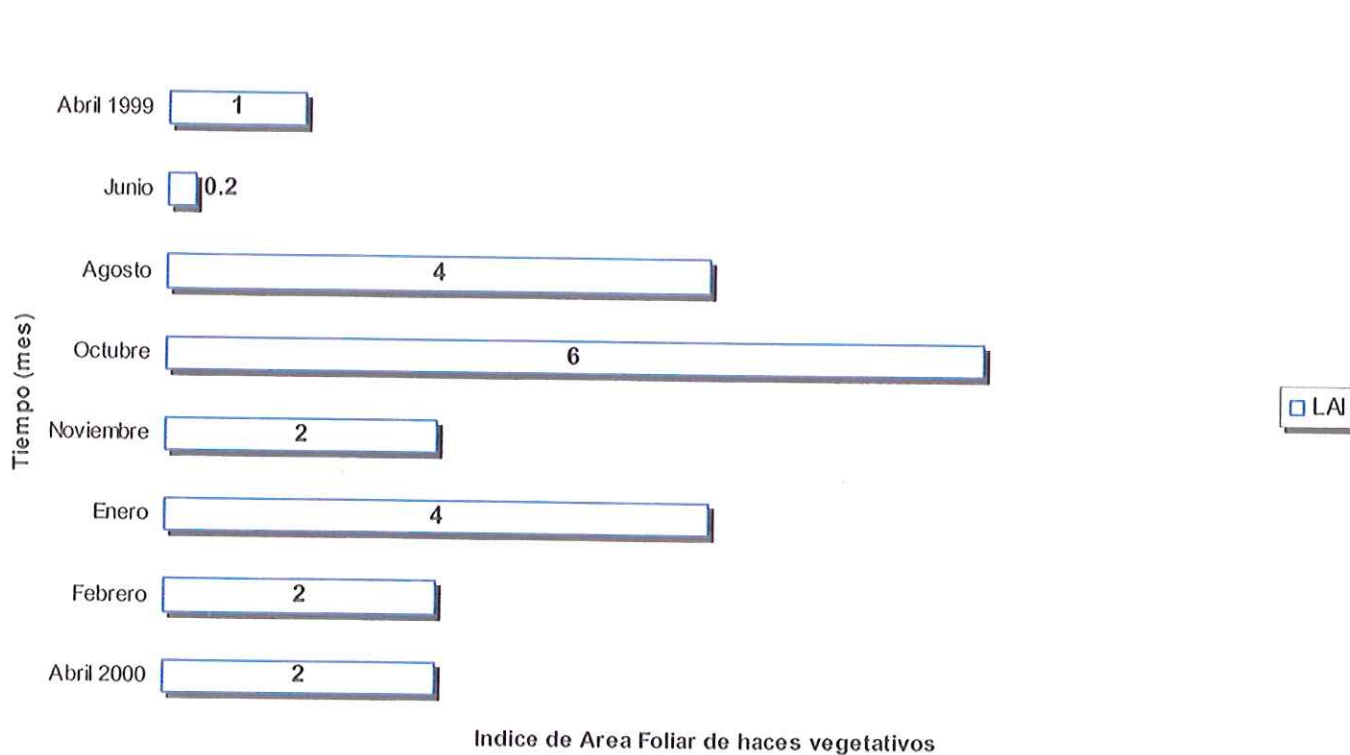 Abril 1999
1
Junio
0.2
Agosto
4
Octubre
6
Noviembre
2
Enero
4
Febrero
2
Abril 2000
2
Tiempo (mes)
LAI
Indice de Area Foliar de haces vegetativos